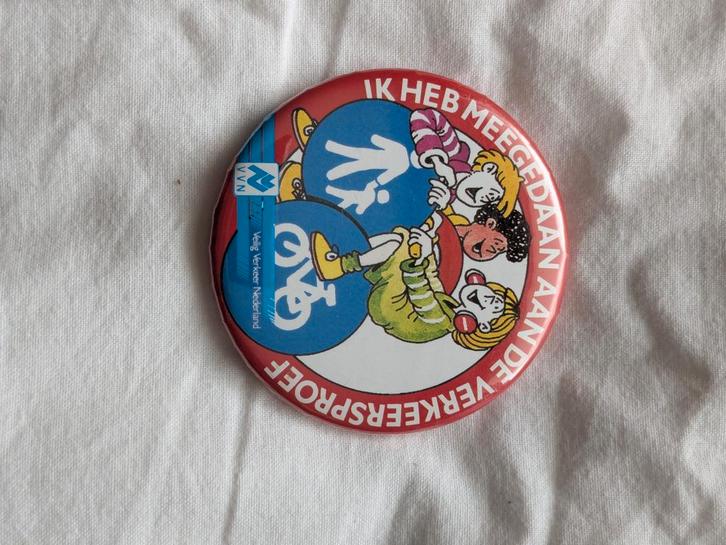 IK HEB MEEGEDAAN AAN DE VERKEERSPROEF
VVN
Veilig Verkeer Nederland